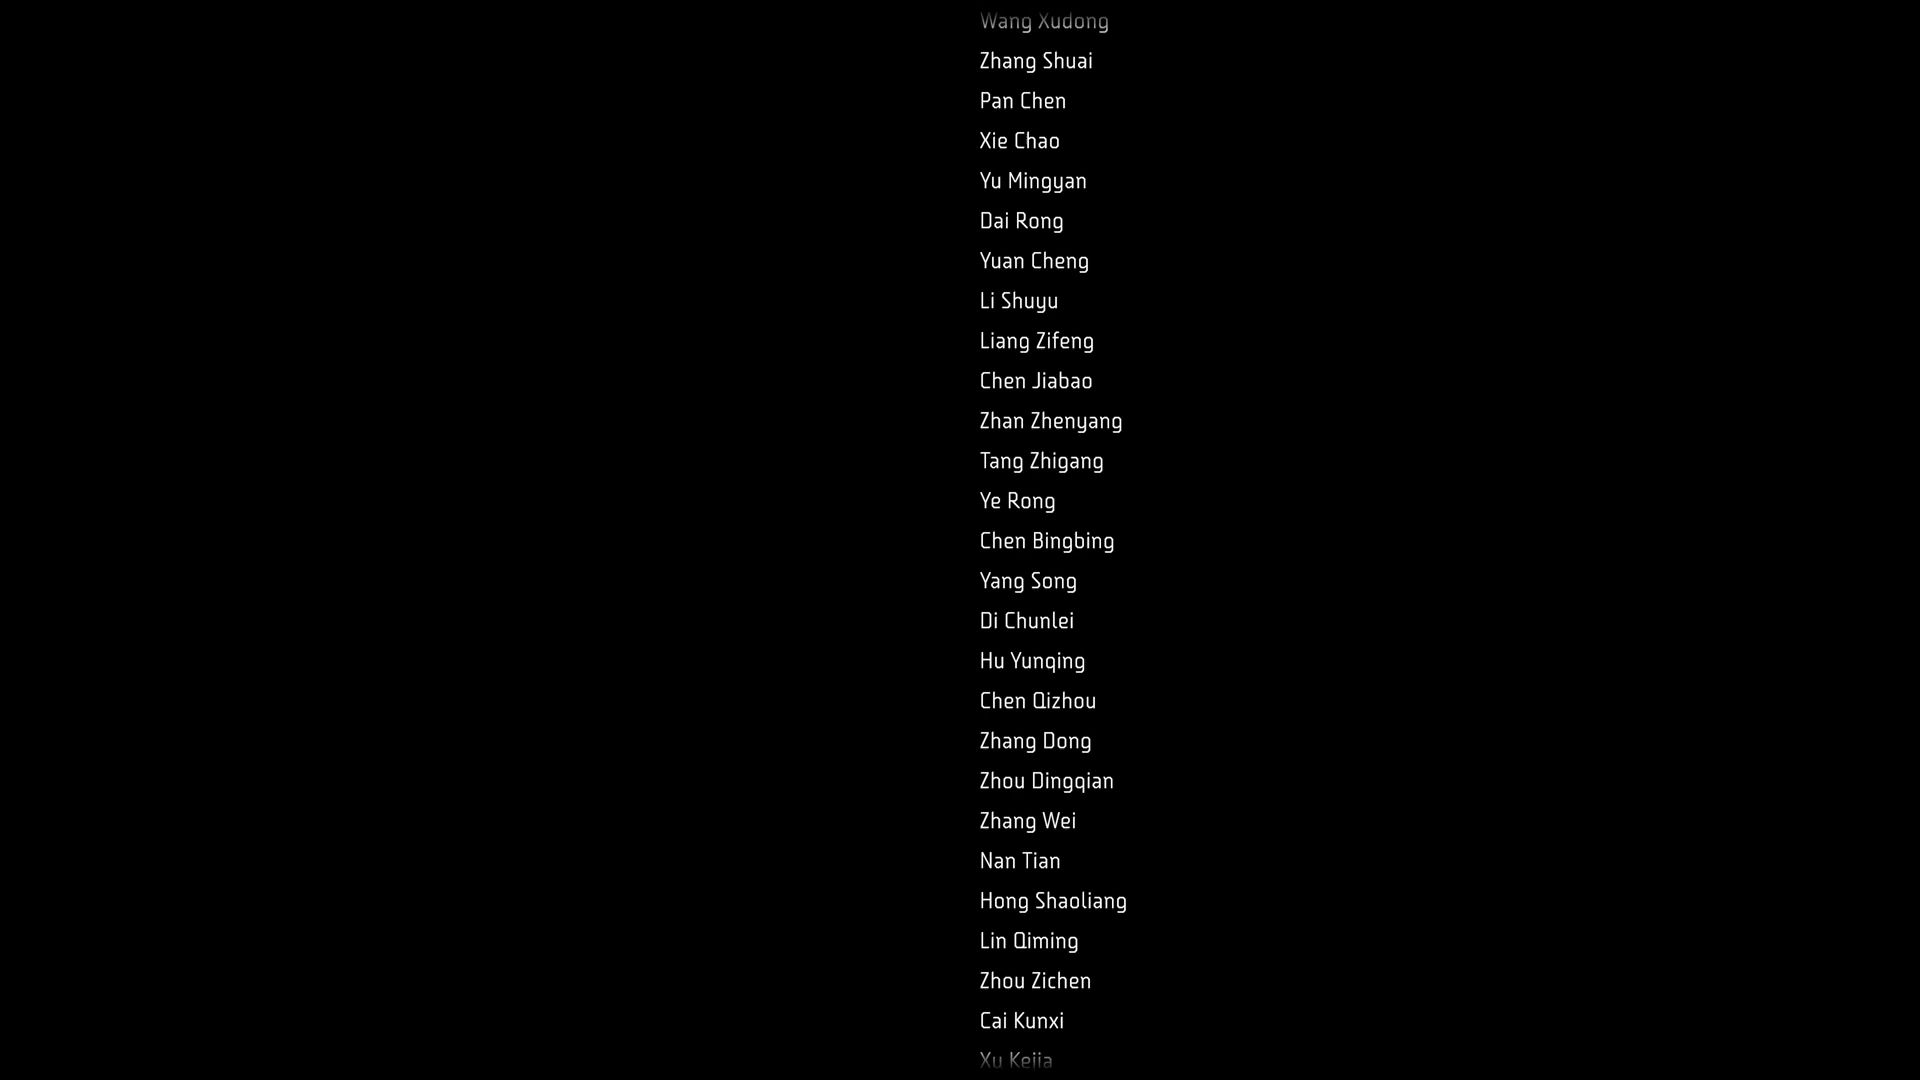 Wang Xudong
Zhang Shuai
Pan Chen
Xie Chao
Yu Mingyan
Dai Rong
Yuan Cheng
Li Shuyu
Liang Zifeng
Chen Jiabao
Zhan Zhenyang
Tang Zhigang
Ye Rong
Chen Bingbing
Yang Song
Di Chunlei
Hu Yunqing
Chen Qizhou
Zhang Dong
Zhou Dingqian
Zhang Wei
Nan Tian
Hong Shaoliang
Lin Qiming
Zhou Zichen
Cai Kunxi
Xu Kejia